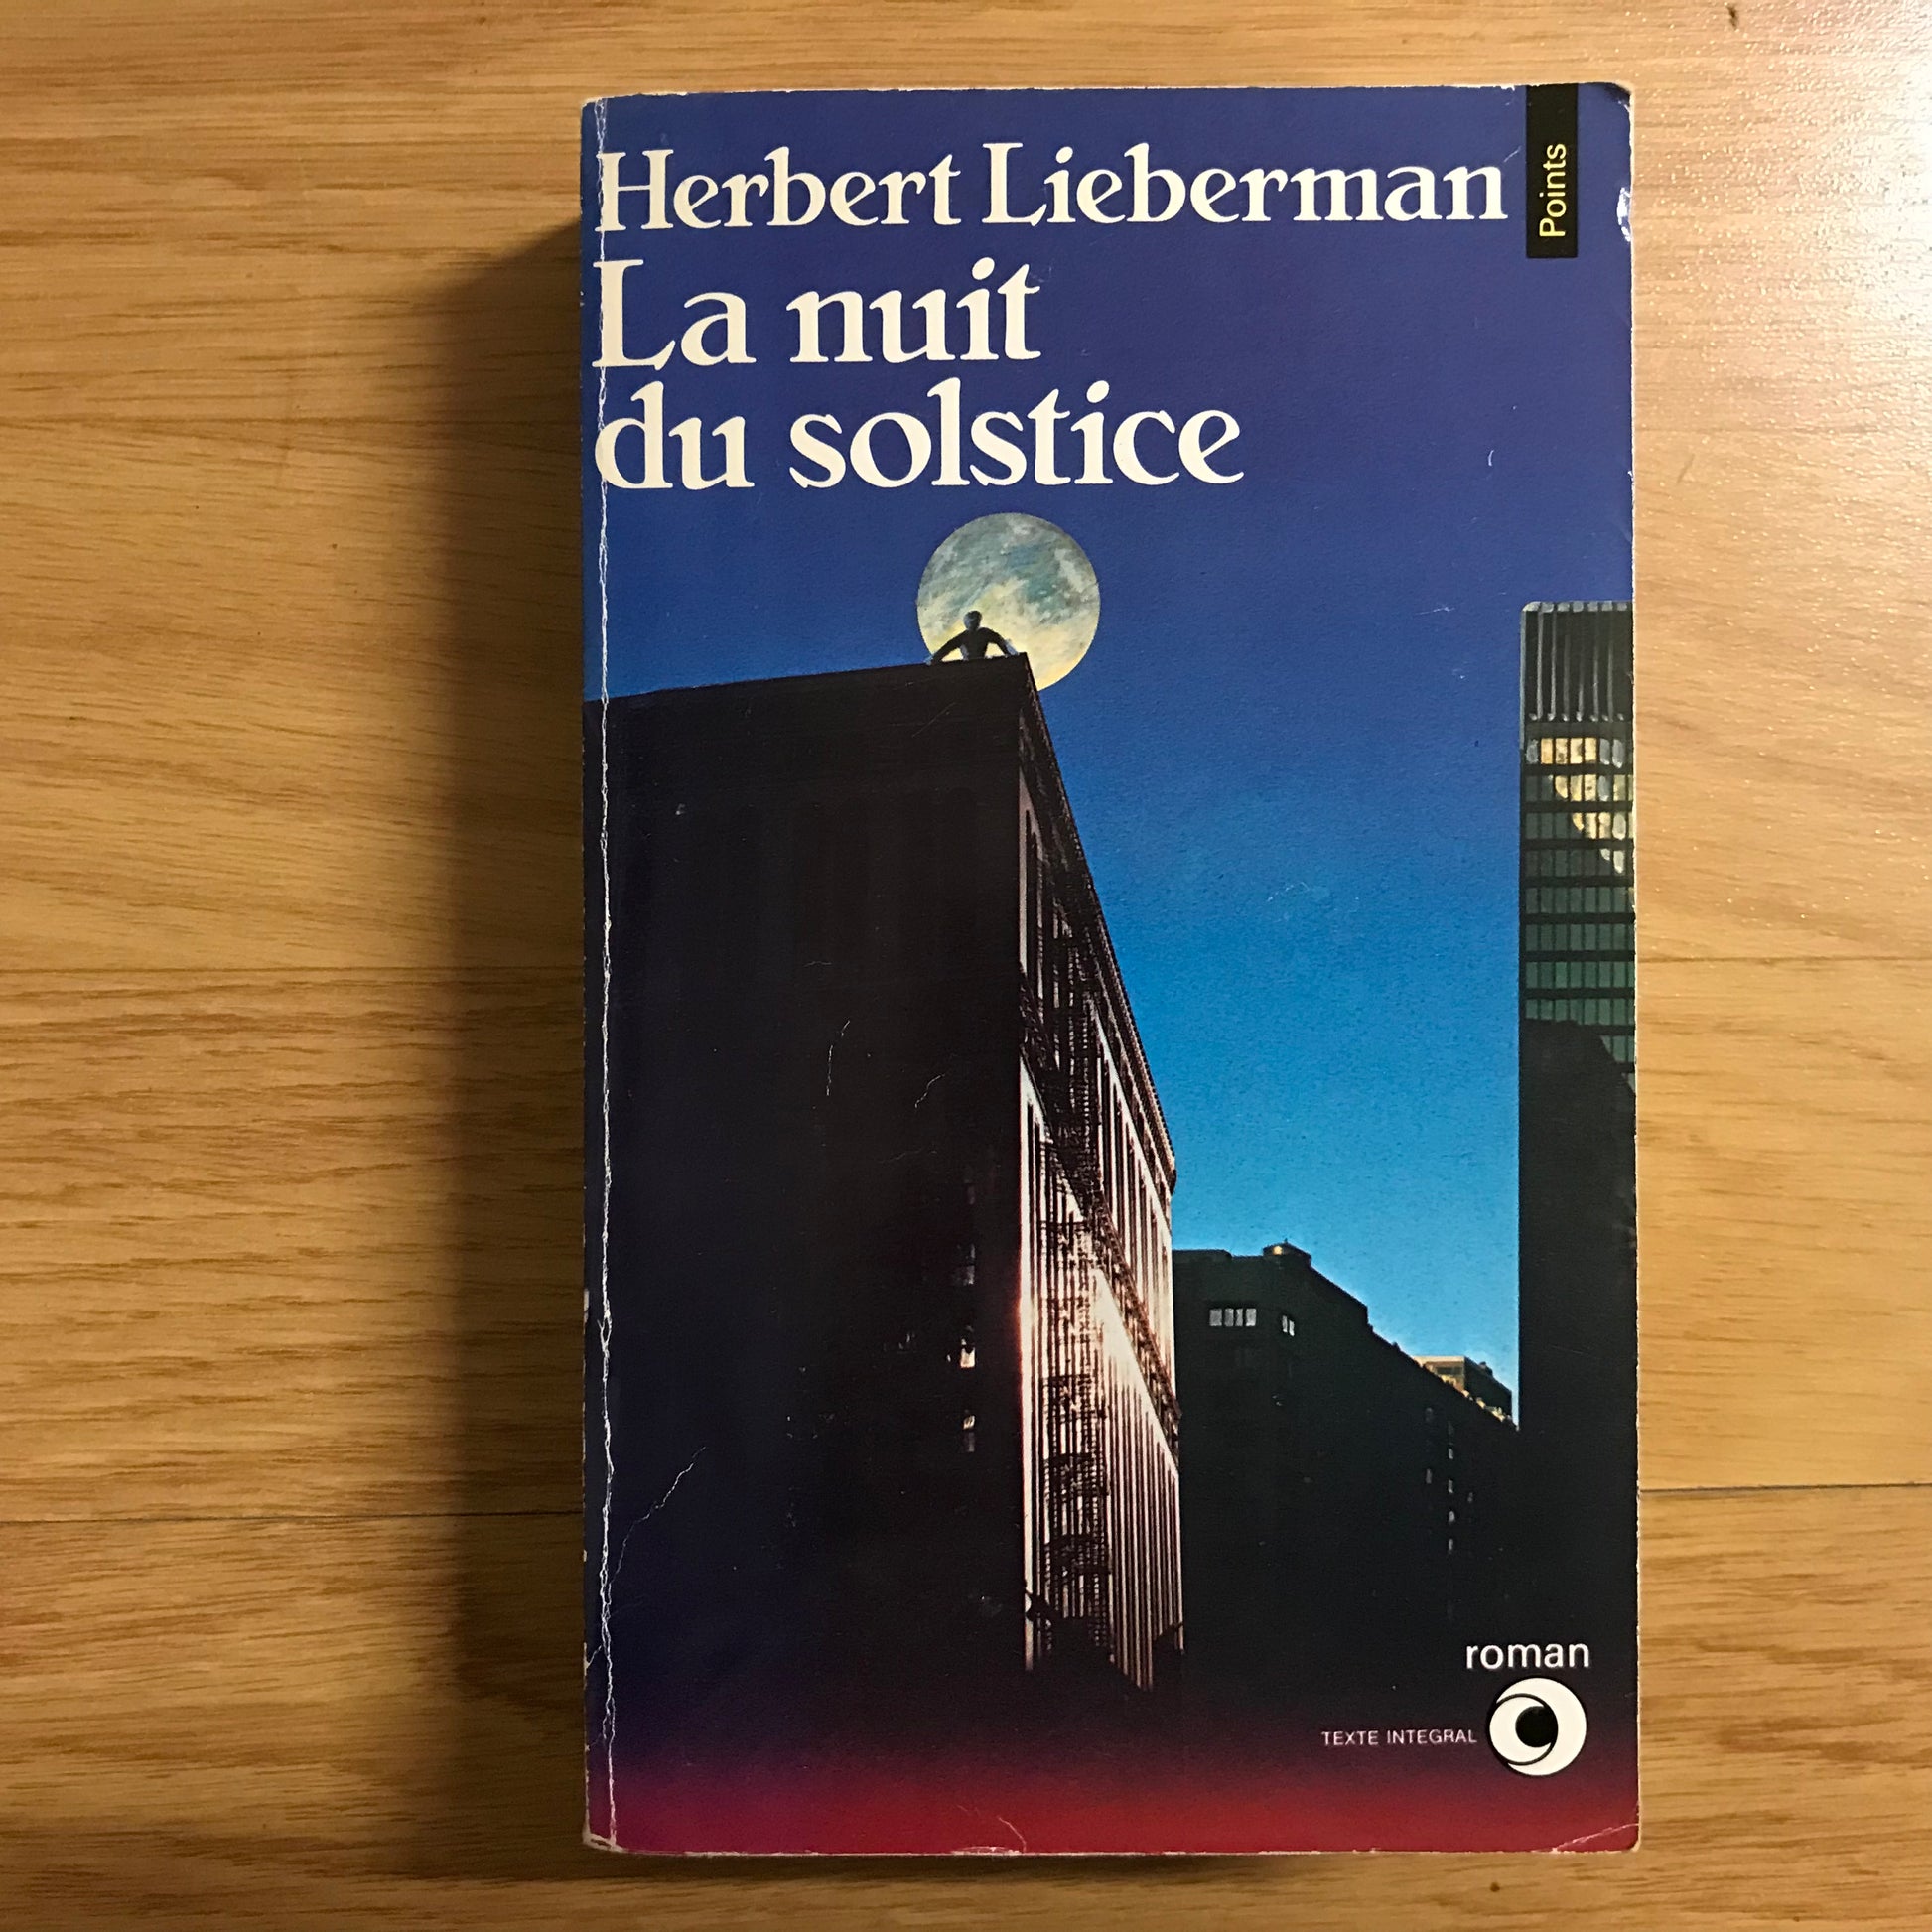 Herbert Lieberman
Points
La nuit
du solstice
roman
TEXTE INTEGRAL